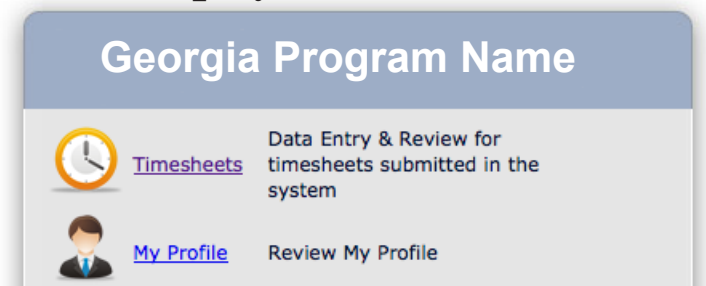 Georgia Program Name
Data Entry & Review for
Timesheets timesheets submitted in the
system
My Profile Review My Profile